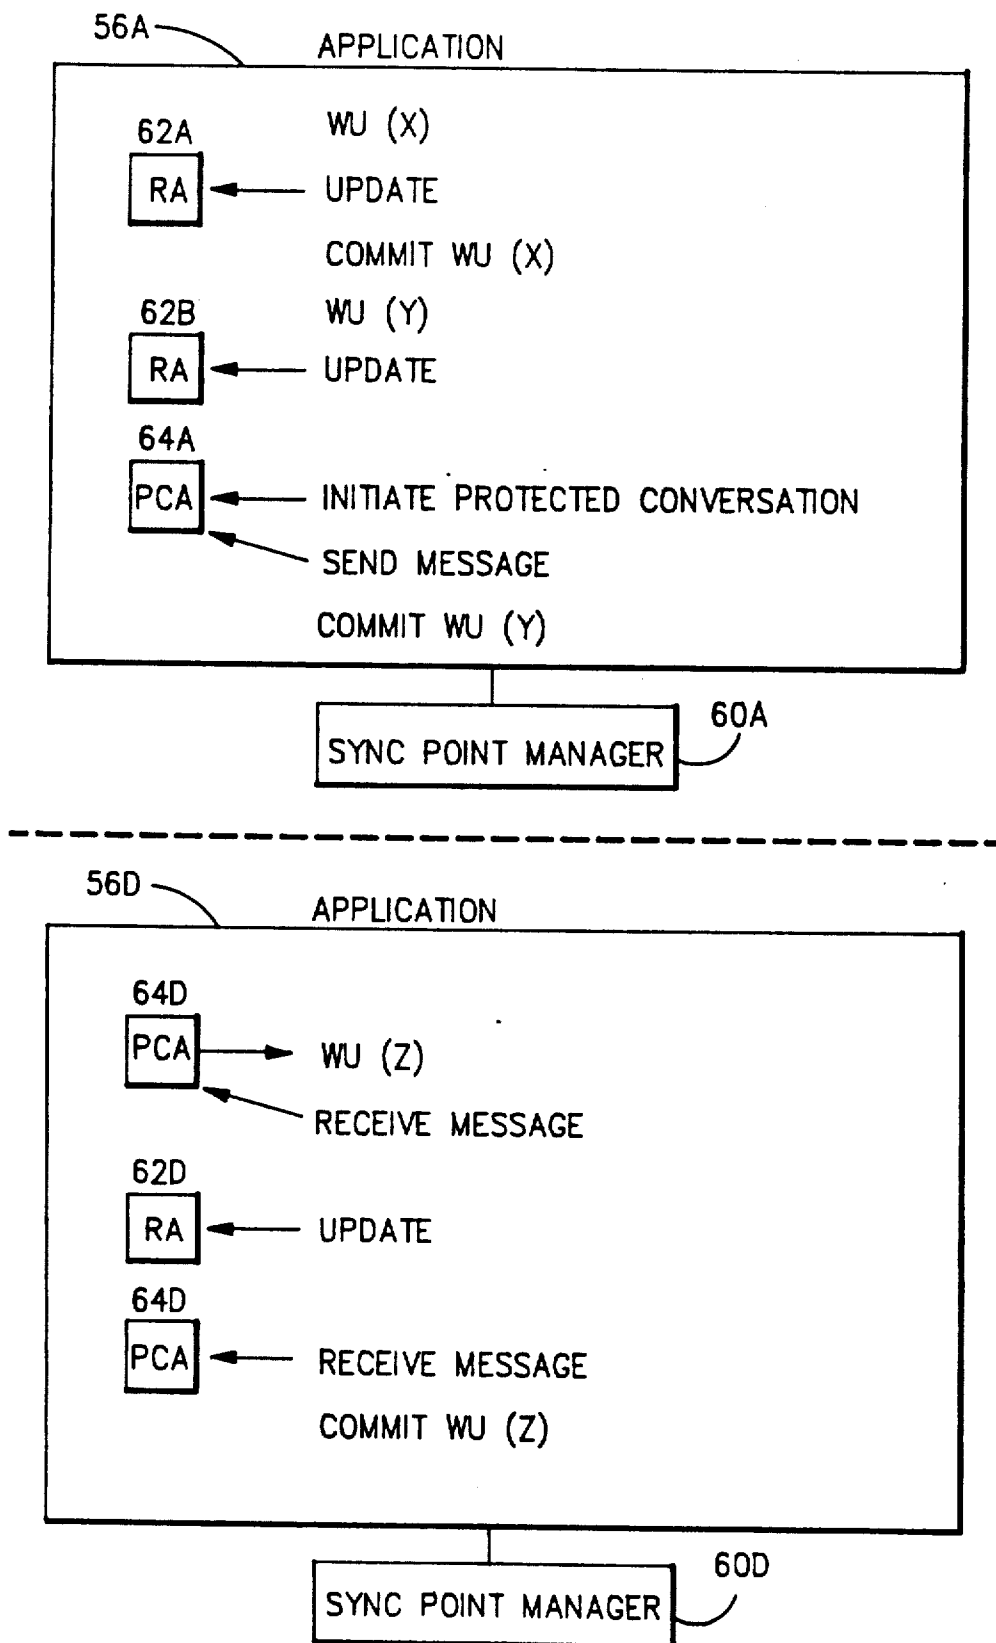 56A
APPLICATION
WU (X)
62A
RA
UPDATE
COMMIT WU (X)
62B
WU (Y)
RA
UPDATE
64A
PCA
INITIATE PROTECTED CONVERSATION
SEND MESSAGE
COMMIT WU (Y)
60A
SYNC POINT MANAGER
56D
APPLICATION
64D
PCA
WU (Z)
RECEIVE MESSAGE
62D
RA
UPDATE
64D
PCA
RECEIVE MESSAGE
COMMIT WU (Z)
60D
SYNC POINT MANAGER